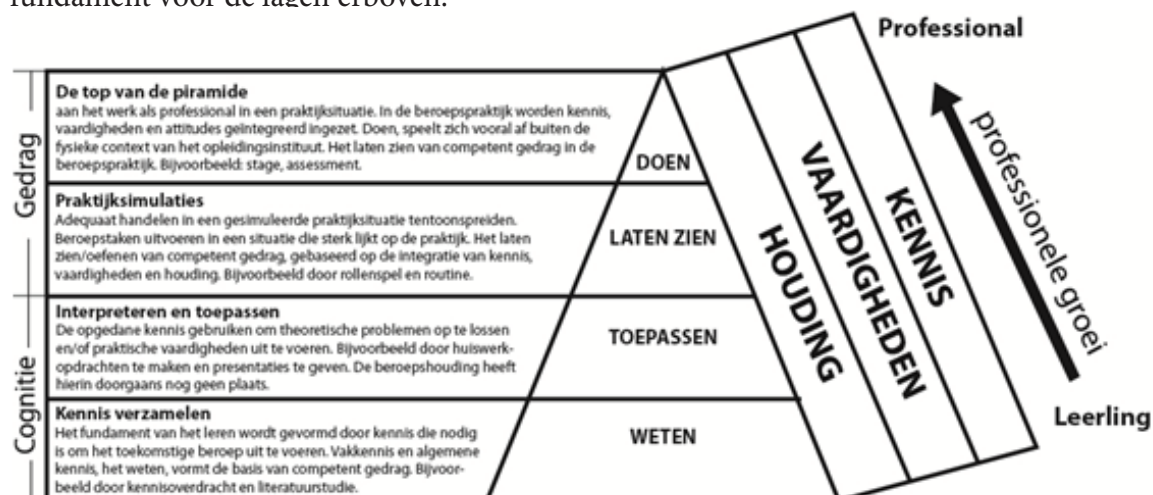 fundament voor de lagen erboven.
Professional
De top van de piramide
aan het werk als professional in een praktijksituatie. In de beroepspraktijk worden kennis,
vaardigheden en attitudes geïntegreerd ingezet. Doen, speelt zich vooral af buiten de
fysieke context van het opleidingsinstituut. Het laten zien van competent gedrag in de
beroepspraktijk. Bijvoorbeeld: stage, assessment.
DOEN
Gedrag
Praktijksimulaties
Adequaat handelen in een gesimuleerde praktijksituatie tentoonspreiden.
Beroepstaken uitvoeren in een situatie die sterk lijkt op de praktijk. Het laten
zien/oefenen van competent gedrag, gebaseerd op de integratie van kennis,
vaardigheden en houding. Bijvoorbeeld door rollenspel en routine.
LATEN ZIEN
Interpreteren en toepassen
De opgedane kennis gebruiken om theoretische problemen op te lossen
en/of praktische vaardigheden uit te voeren. Bijvoorbeeld door huiswerk-
opdrachten te maken en presentaties te geven. De beroepshouding heeft
hierin doorgaans nog geen plaats.
TOEPASSEN
Cognitie
Kennis verzamelen
Het fundament van het leren wordt gevormd door kennis die nodig
is om het toekomstige beroep uit te voeren. Vakkennis en algemene
kennis, het weten, vormt de basis van competent gedrag. Bijvoor-
beeld door kennisoverdracht en literatuurstudie.
WETEN
HOUDING
VAARDIGHEDEN
KENNIS
professionele groei
Leerling